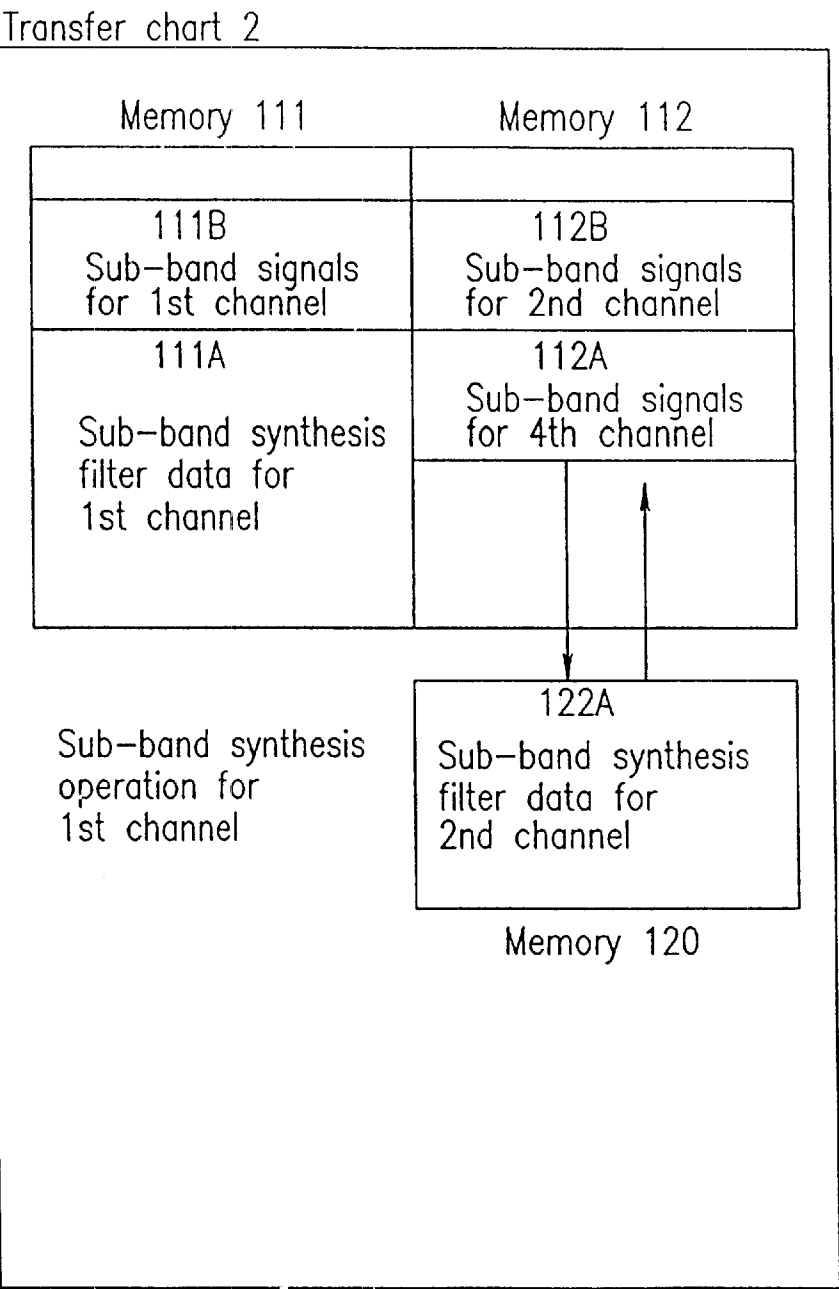 Transfer chart 2
Memory 111
Memory 112
111B
Sub-band signals
for 1st channel
112B
Sub-band signals
for 2nd channel
111A
Sub-band synthesis
filter data for
1st channel
112A
Sub-band signals
for 4th channel
Sub-band synthesis
operation for
1st channel
122A
Sub-band synthesis
filter data for
2nd channel
Memory 120